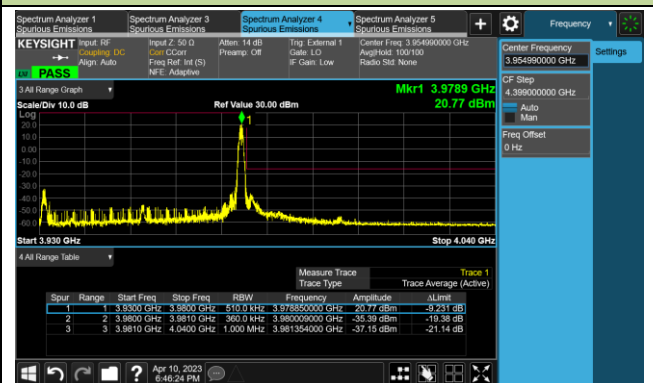 Spectrum Analyzer 1
Spurious Emissions
Spectrum Analyzer 3
Spurious Emissions
Spectrum Analyzer 4
Spurious Emissions
Spectrum Analyzer 5
Spurious Emissions
+
Frequency
KEYSIGHT
PASS
Input: RF
Coupling: DC
Align: Auto
Input Z: 50 Ω
Corr CCorr
Freq Ref: Int (S)
NFE: Adaptive
Atten: 14 dB
Preamp: Off
Trig: External 1
Gate: LO
IF Gain: Low
Center Freq: 3.954990000 GHz
Avg|Hold: 100/100
Radio Std: None
Center Frequency
3.954990000 GHz
Settings
CF Step
4.399000000 GHz
Auto
Man
Freq Offset
0 Hz
3 All Range Graph
Mkr1 3.9789 GHz
Scale/Div 10.0 dB
Ref Value 30.00 dBm
20.77 dBm
Log
20.0
10.0
0.00
-10.0
-20.0
-30.0
-40.0
-50.0
-60.0
1
Start 3.930 GHz
Stop 4.040 GHz
4 All Range Table
Measure Trace Trace 1
Trace Type Trace Average (Active)
Spur Range Start Freq Stop Freq RBW Frequency Amplitude ΔLimit
1 1 3.9300 GHz 3.9800 GHz 510.0 kHz 3.978850000 GHz 20.77 dBm -9.231 dB
2 2 3.9800 GHz 3.9810 GHz 360.0 kHz 3.980009000 GHz -35.39 dBm -19.38 dB
3 3 3.9810 GHz 4.0400 GHz 1.000 MHz 3.981354000 GHz -37.15 dBm -21.14 dB
?
Apr 10, 2023
6:46:24 PM